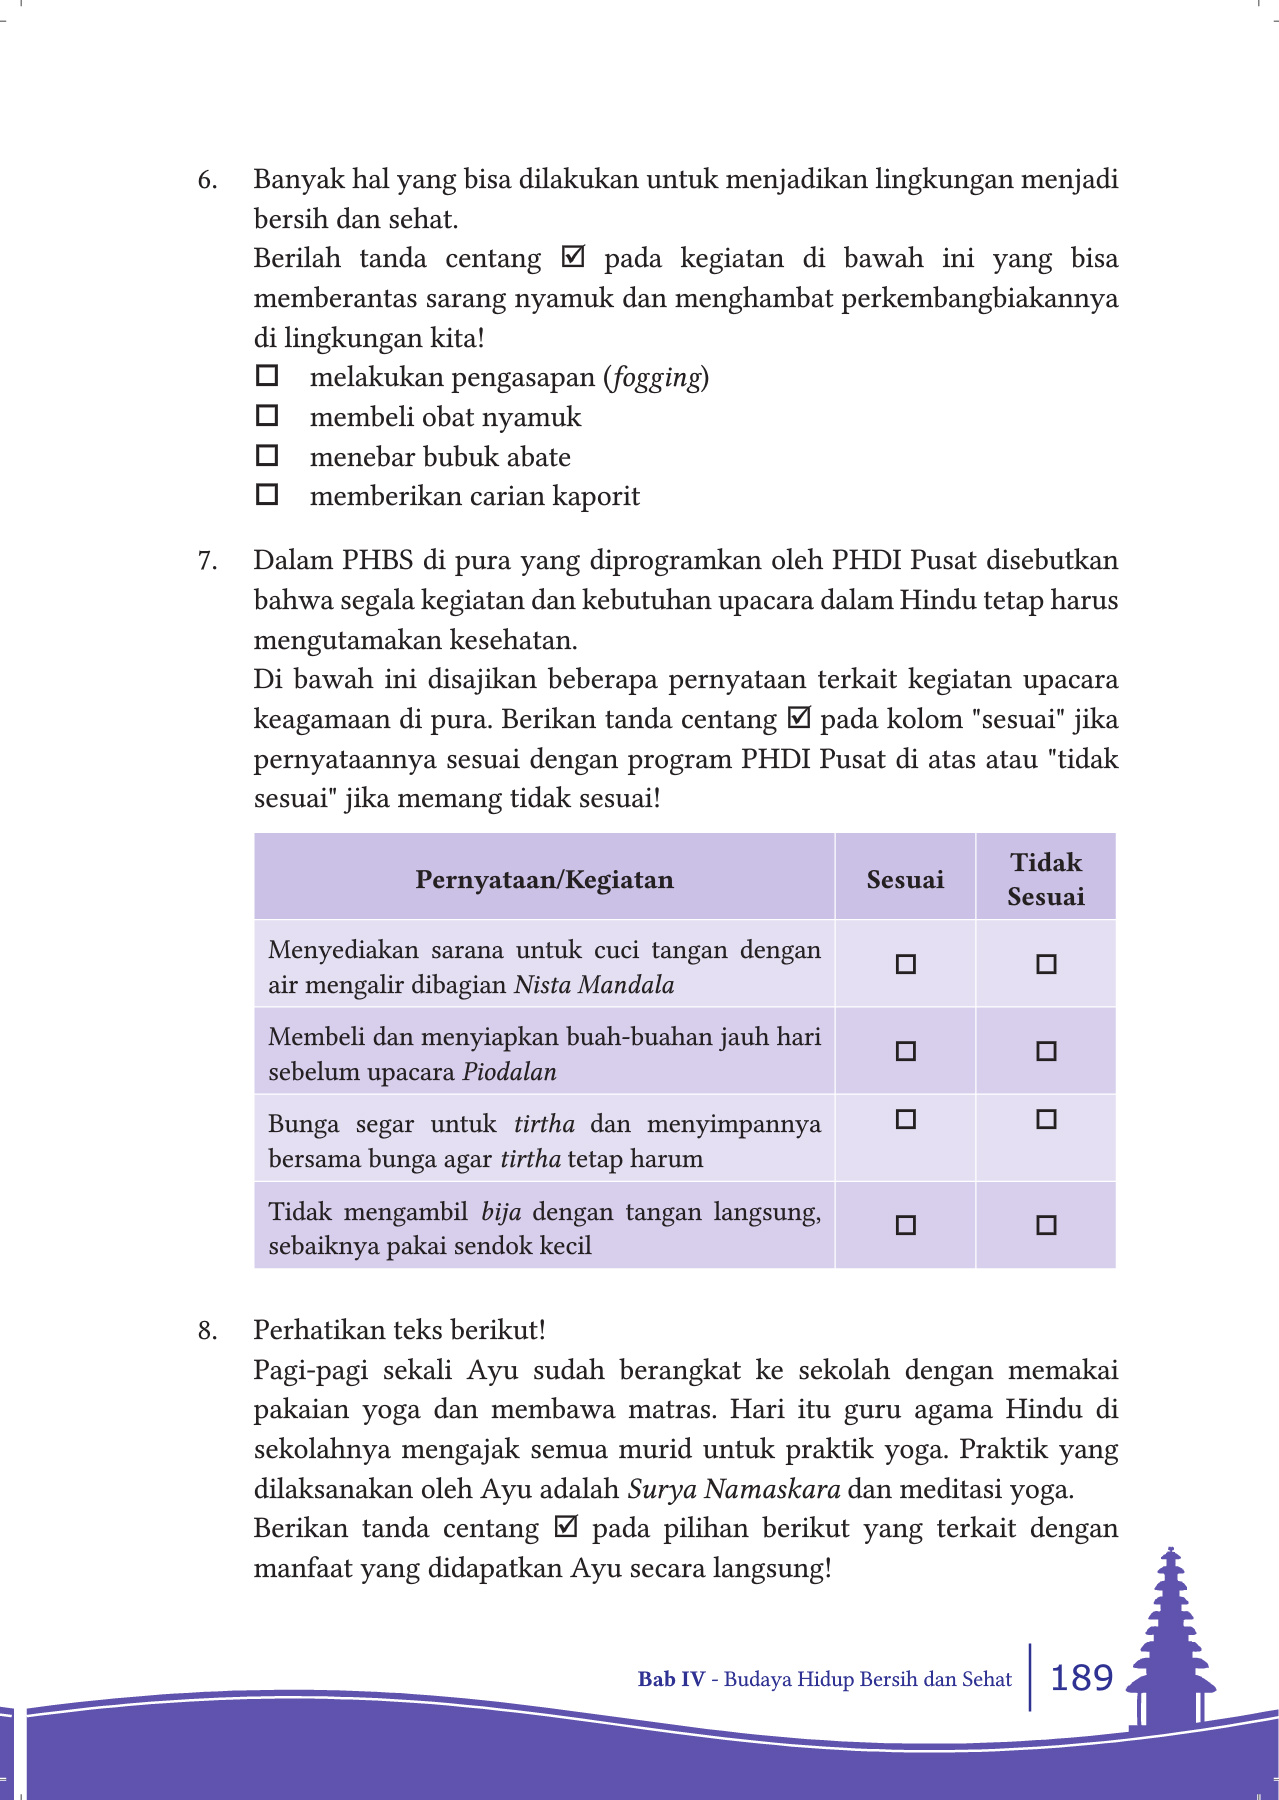 6. Banyak hal yang bisa dilakukan untuk menjadikan lingkungan menjadi
bersih dan sehat.
Berilah tanda centang ☑ pada kegiatan di bawah ini yang bisa
memberantas sarang nyamuk dan menghambat perkembangbiakannya
di lingkungan kita!
☐ melakukan pengasapan (fogging)
☐ membeli obat nyamuk
☐ menebar bubuk abate
☐ memberikan carian kaporit
7. Dalam PHBS di pura yang diprogramkan oleh PHDI Pusat disebutkan
bahwa segala kegiatan dan kebutuhan upacara dalam Hindu tetap harus
mengutamakan kesehatan.
Di bawah ini disajikan beberapa pernyataan terkait kegiatan upacara
keagamaan di pura. Berikan tanda centang ☑ pada kolom "sesuai" jika
pernyataannya sesuai dengan program PHDI Pusat di atas atau "tidak
sesuai" jika memang tidak sesuai!
Pernyataan/Kegiatan Sesuai Tidak
Sesuai
Menyediakan sarana untuk cuci tangan dengan ☐ ☐
air mengalir dibagian Nista Mandala
Membeli dan menyiapkan buah-buahan jauh hari ☐ ☐
sebelum upacara Piodalan
Bunga segar untuk tirtha dan menyimpannya ☐ ☐
bersama bunga agar tirtha tetap harum
Tidak mengambil bija dengan tangan langsung, ☐ ☐
sebaiknya pakai sendok kecil
8. Perhatikan teks berikut!
Pagi-pagi sekali Ayu sudah berangkat ke sekolah dengan memakai
pakaian yoga dan membawa matras. Hari itu guru agama Hindu di
sekolahnya mengajak semua murid untuk praktik yoga. Praktik yang
dilaksanakan oleh Ayu adalah Surya Namaskara dan meditasi yoga.
Berikan tanda centang ☑ pada pilihan berikut yang terkait dengan
manfaat yang didapatkan Ayu secara langsung!
Bab IV - Budaya Hidup Bersih dan Sehat 189